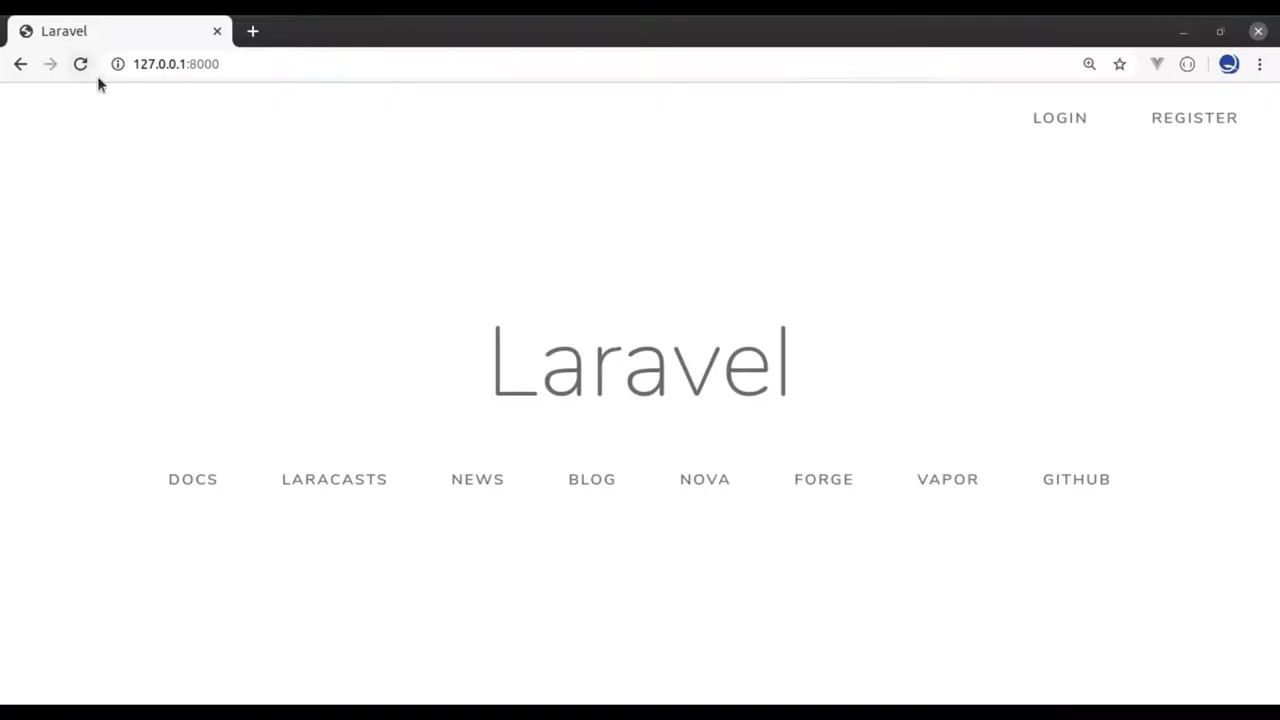 Laravel
127.0.0.1:8000
LOGIN REGISTER
Laravel
DOCS LARACASTS NEWS BLOG NOVA FORGE VAPOR GITHUB